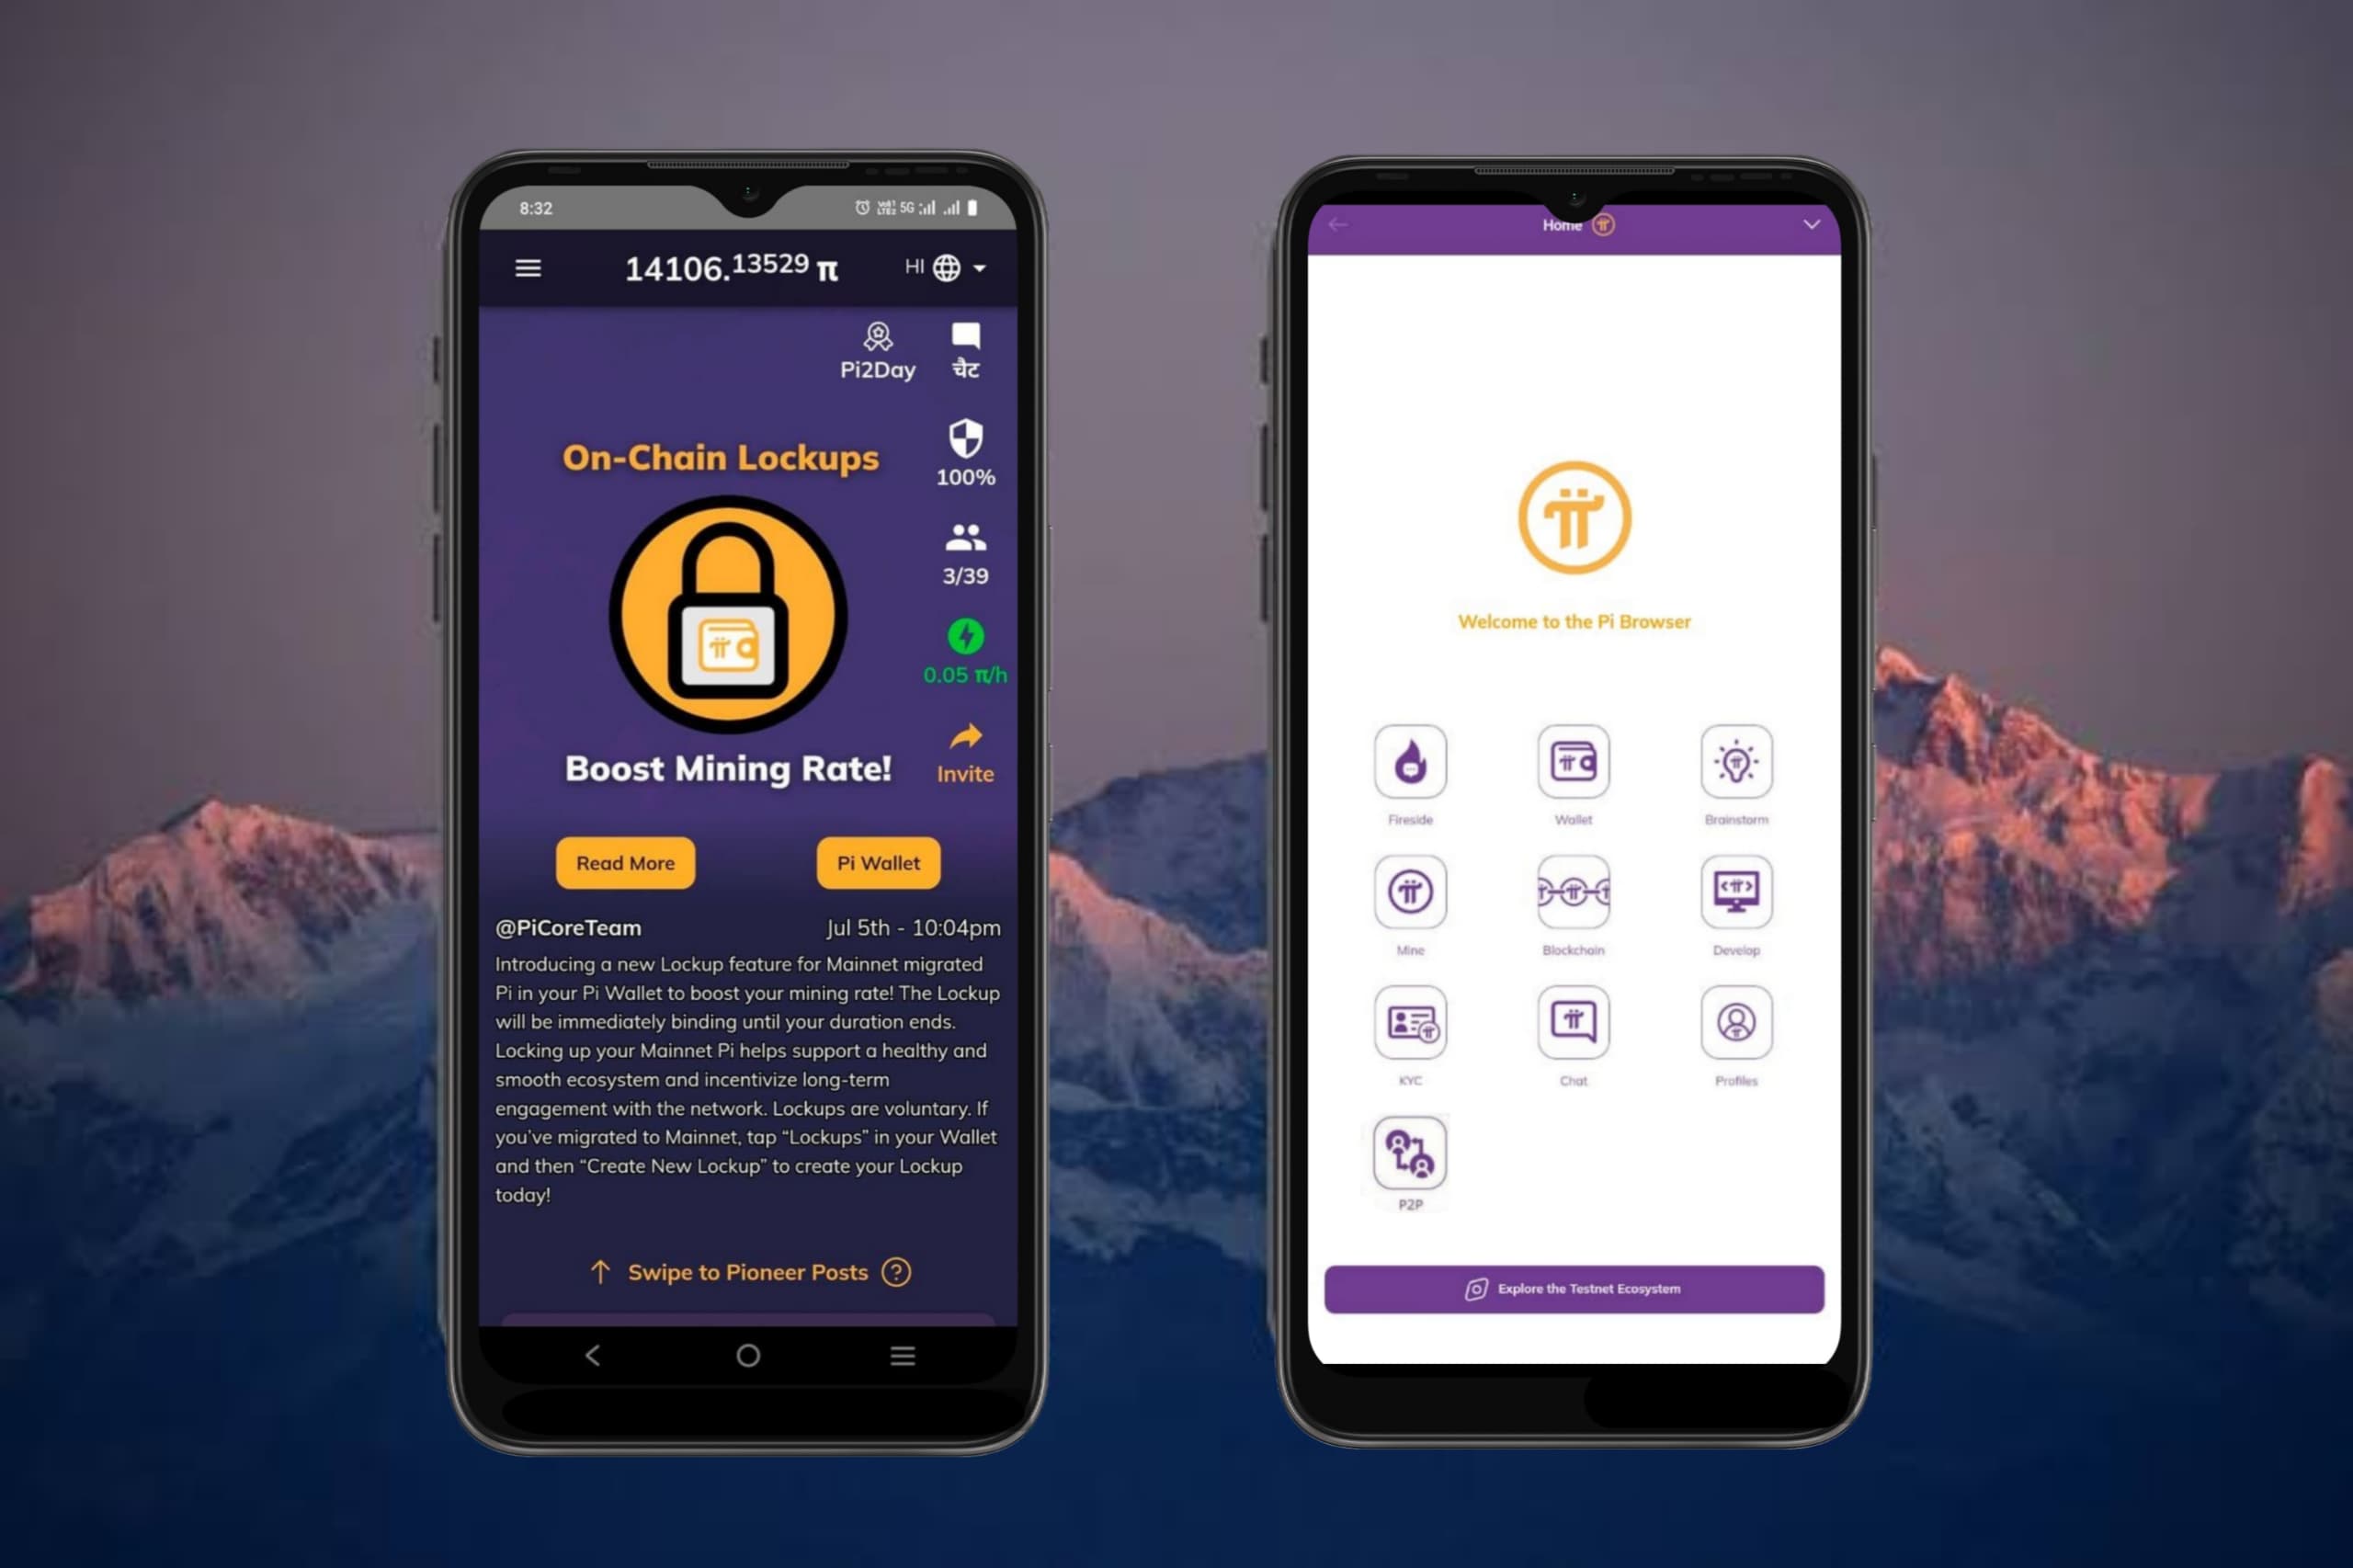 8:32
Vo1 LTE2 5G
14106.13529 π
HI
Pi2Day
चैट
On-Chain Lockups
100%
3/39
0.05 π/h
Boost Mining Rate!
Invite
Read More
Pi Wallet
@PiCoreTeam
Jul 5th - 10:04pm
Introducing a new Lockup feature for Mainnet migrated
Pi in your Pi Wallet to boost your mining rate! The Lockup
will be immediately binding until your duration ends.
Locking up your Mainnet Pi helps support a healthy and
smooth ecosystem and incentivize long-term
engagement with the network. Lockups are voluntary. If
you've migrated to Mainnet, tap “Lockups” in your Wallet
and then “Create New Lockup” to create your Lockup
today!
Swipe to Pioneer Posts ?
Home
Welcome to the Pi Browser
Fireside
Wallet
Brainstorm
Mine
Blockchain
Develop
KYC
Chat
Profiles
P2P
Explore the Testnet Ecosystem